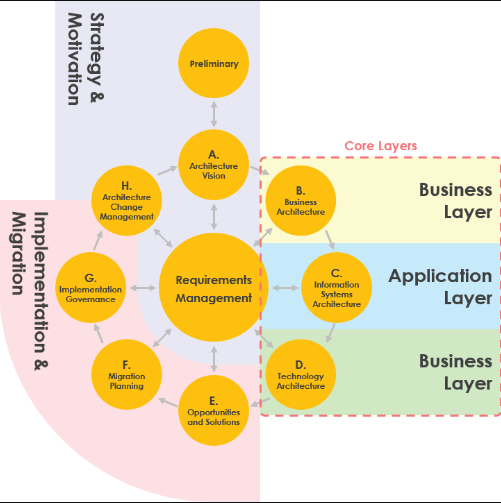 Strategy &
Motivation
Preliminary
A.
Architecture
Vision
Core Layers
H.
Architecture
Change
Management
B.
Business
Architecture
Business
Layer
Implementation &
Migration
G.
Implementation
Governance
Requirements
Management
C.
Information
Systems
Architecture
Application
Layer
F.
Migration
Planning
D.
Technology
Architecture
Business
Layer
E.
Opportunities
and Solutions